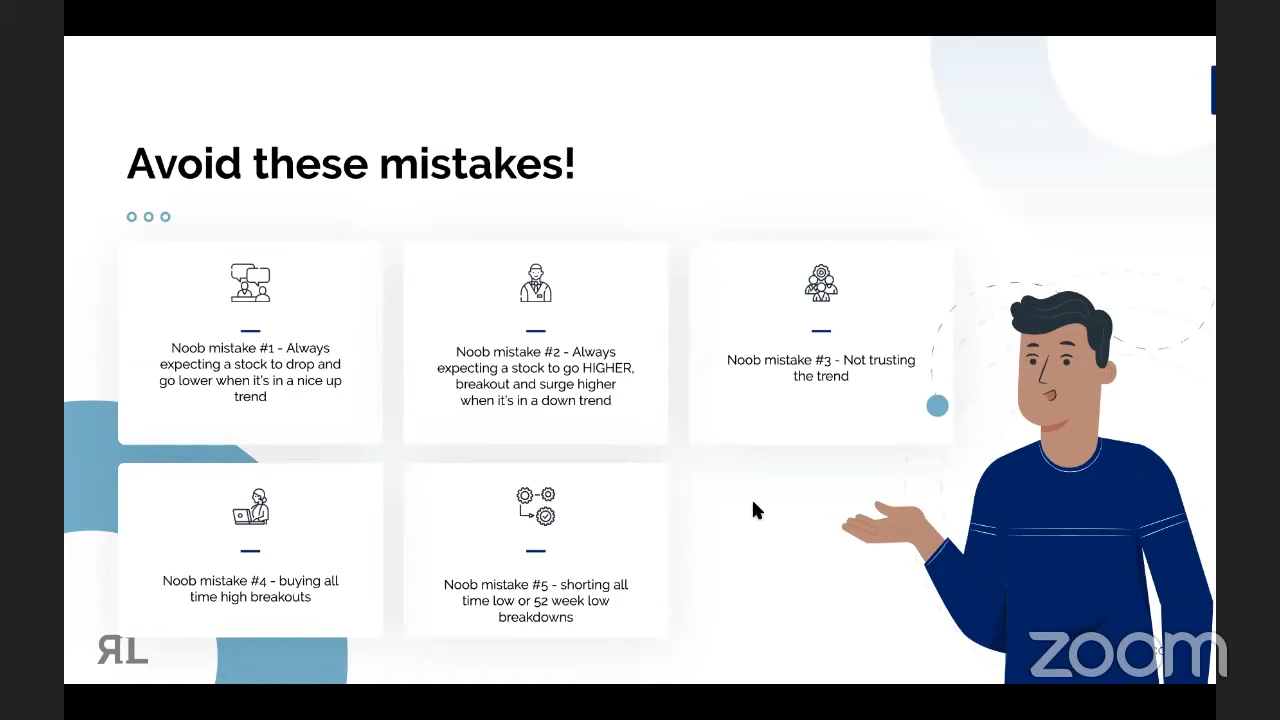 Avoid these mistakes!
Noob mistake #1 - Always
expecting a stock to drop and
go lower when it's in a nice up
trend
Noob mistake #2 - Always
expecting a stock to go HIGHER,
breakout and surge higher
when it's in a down trend
Noob mistake #3 - Not trusting
the trend
Noob mistake #4 - buying all
time high breakouts
Noob mistake #5 - shorting all
time low or 52 week low
breakdowns
RL
zoom